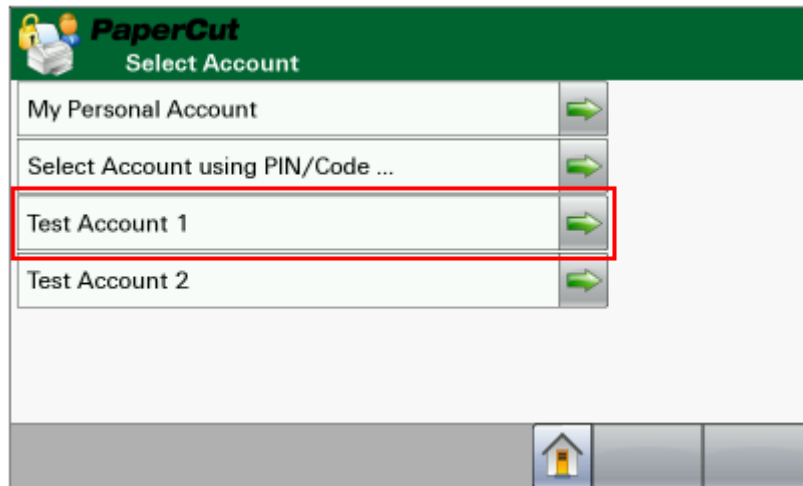 PaperCut
Select Account
My Personal Account
Select Account using PIN/Code ...
Test Account 1
Test Account 2